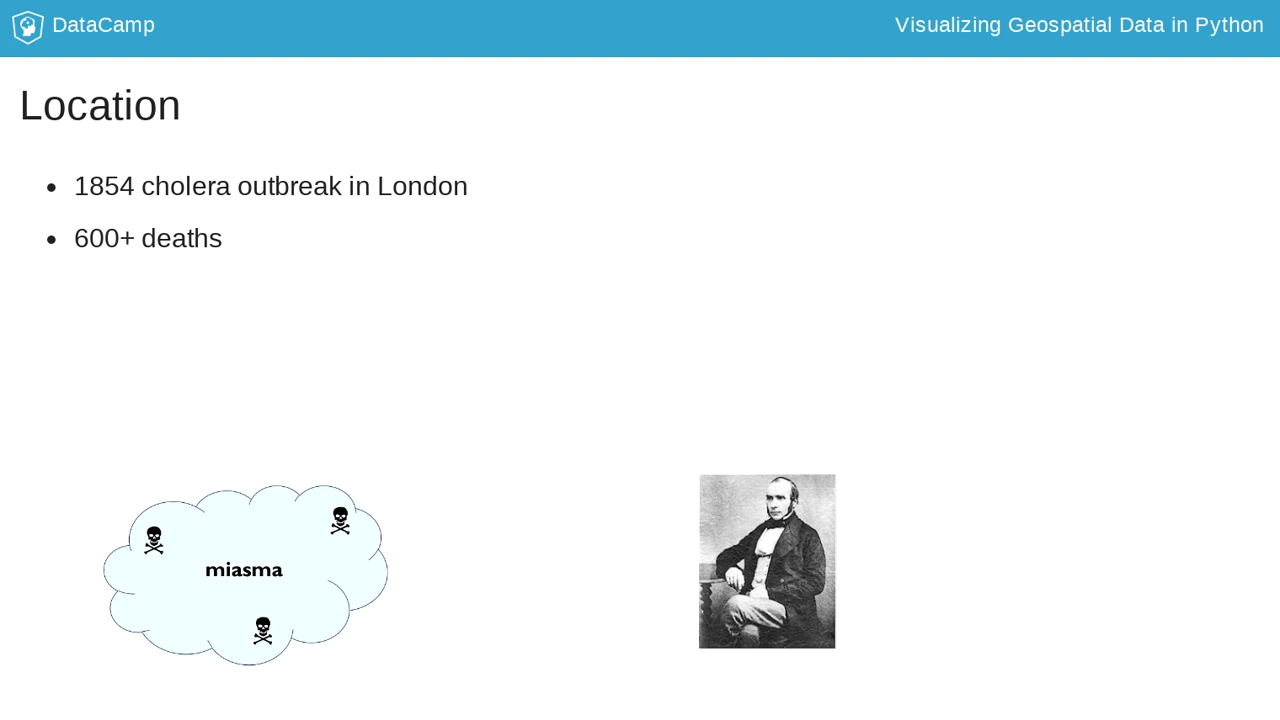 DataCamp
Visualizing Geospatial Data in Python
Location
1854 cholera outbreak in London
600+ deaths
miasma